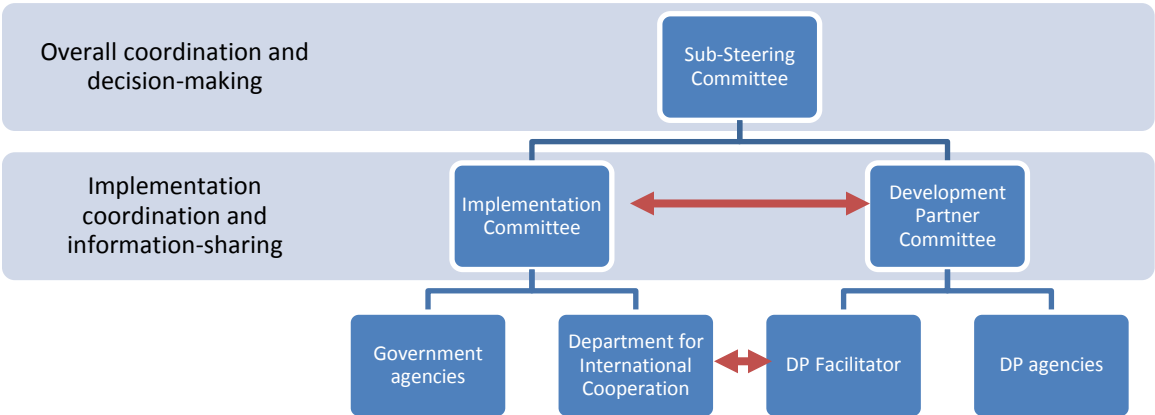 Overall coordination and
decision-making
Sub-Steering
Committee
Implementation
coordination and
information-sharing
Implementation
Committee
Development
Partner
Committee
Government
agencies
Department for
International
Cooperation
DP Facilitator
DP agencies